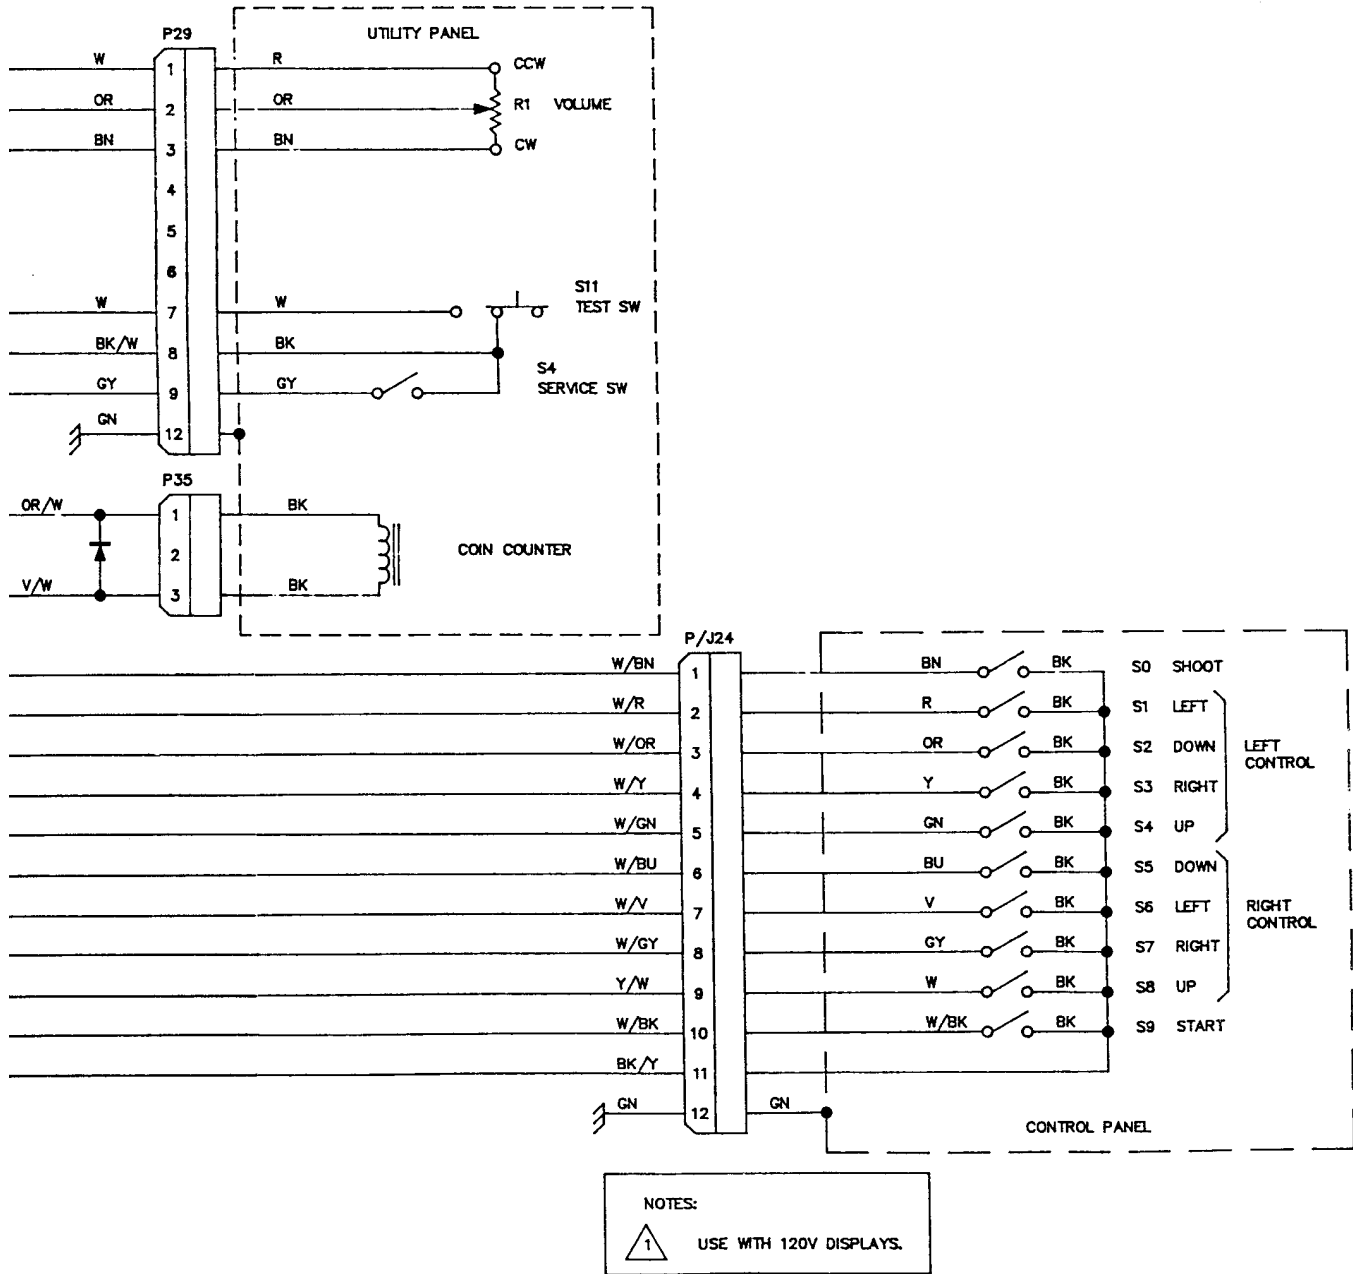 P29
UTILITY PANEL
W 1 R CCW
OR 2 OR R1 VOLUME
BN 3 BN CW
4
5
6
S11
TEST SW
W 7 W
BK/W 8 BK
S4
SERVICE SW
GY 9 GY
GN 12
P35
OR/W 1 BK
2 COIN COUNTER
V/W 3 BK
P/J24
W/BN 1 BN BK S0 SHOOT
W/R 2 R BK S1 LEFT
W/OR 3 OR BK S2 DOWN
LEFT
CONTROL
W/Y 4 Y BK S3 RIGHT
W/GN 5 GN BK S4 UP
W/BU 6 BU BK S5 DOWN
W/V 7 V BK S6 LEFT
RIGHT
CONTROL
W/GY 8 GY BK S7 RIGHT
Y/W 9 W BK S8 UP
W/BK 10 W/BK BK S9 START
BK/Y 11
GN 12 GN
CONTROL PANEL
NOTES:
1 USE WITH 120V DISPLAYS.